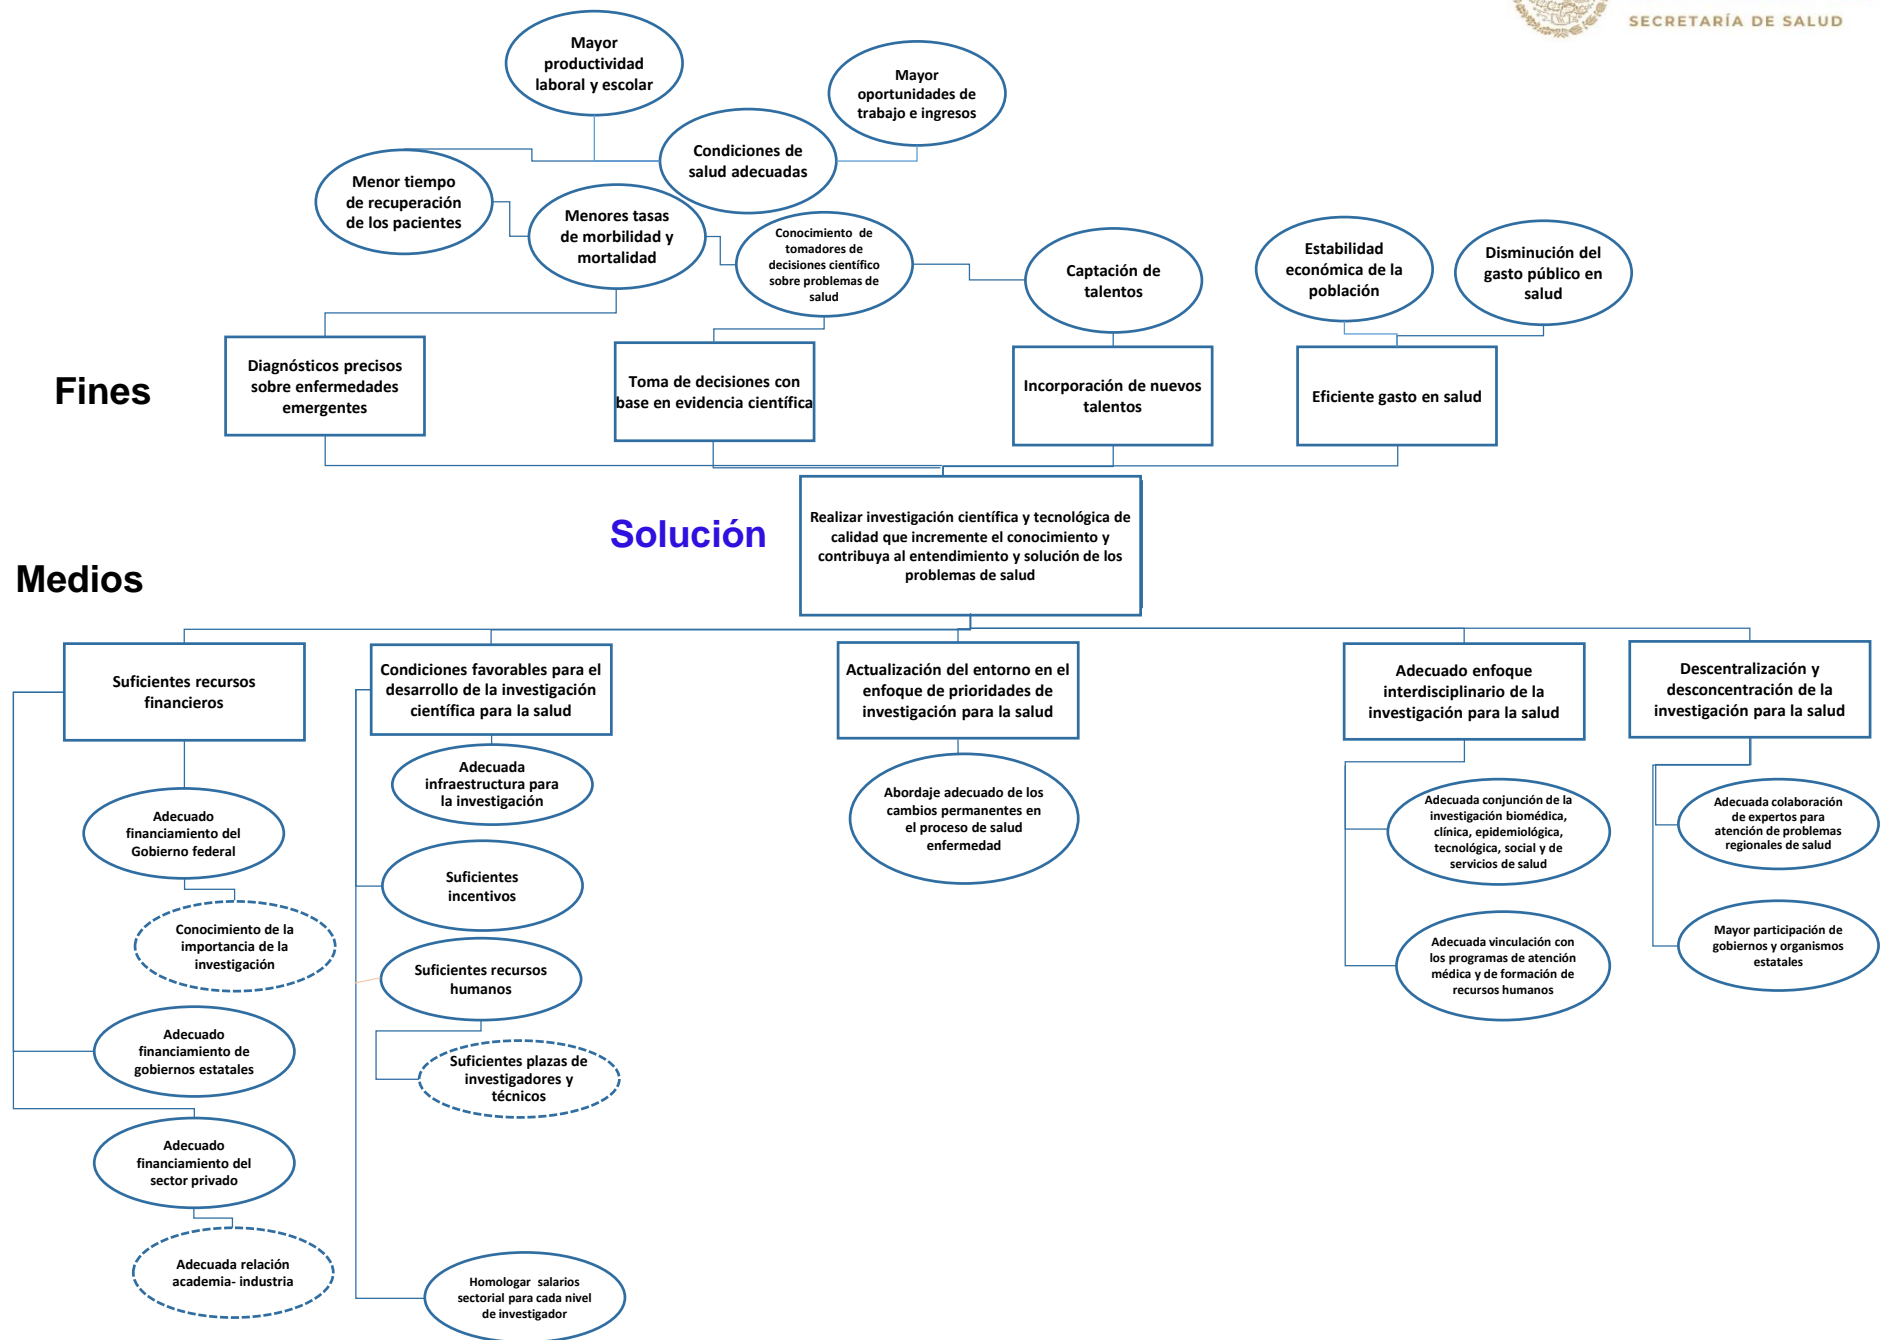 SECRETARÍA DE SALUD
Mayor
productividad
laboral y escolar
Mayor
oportunidades de
trabajo e ingresos
Condiciones de
salud adecuadas
Menor tiempo
de recuperación
de los pacientes
Menores tasas
de morbilidad y
mortalidad
Conocimiento de
tomadores de
decisiones científico
sobre problemas de
salud
Captación de
talentos
Estabilidad
económica de la
población
Disminución del
gasto público en
salud
Fines
Diagnósticos precisos
sobre enfermedades
emergentes
Toma de decisiones con
base en evidencia científica
Incorporación de nuevos
talentos
Eficiente gasto en salud
Solución
Realizar investigación científica y tecnológica de
calidad que incremente el conocimiento y
contribuya al entendimiento y solución de los
problemas de salud
Medios
Suficientes recursos
financieros
Condiciones favorables para el
desarrollo de la investigación
científica para la salud
Actualización del entorno en el
enfoque de prioridades de
investigación para la salud
Adecuado enfoque
interdisciplinario de la
investigación para la salud
Descentralización y
desconcentración de la
investigación para la salud
Adecuado
financiamiento del
Gobierno federal
Conocimiento de la
importancia de la
investigación
Adecuado
financiamiento de
gobiernos estatales
Adecuado
financiamiento del
sector privado
Adecuada relación
academia- industria
Adecuada
infraestructura para
la investigación
Suficientes
incentivos
Suficientes recursos
humanos
Suficientes plazas de
investigadores y
técnicos
Homologar salarios
sectorial para cada nivel
de investigador
Abordaje adecuado de los
cambios permanentes en
el proceso de salud
enfermedad
Adecuada conjunción de la
investigación biomédica,
clínica, epidemiológica,
tecnológica, social y de
servicios de salud
Adecuada vinculación con
los programas de atención
médica y de formación de
recursos humanos
Adecuada colaboración
de expertos para
atención de problemas
regionales de salud
Mayor participación de
gobiernos y organismos
estatales